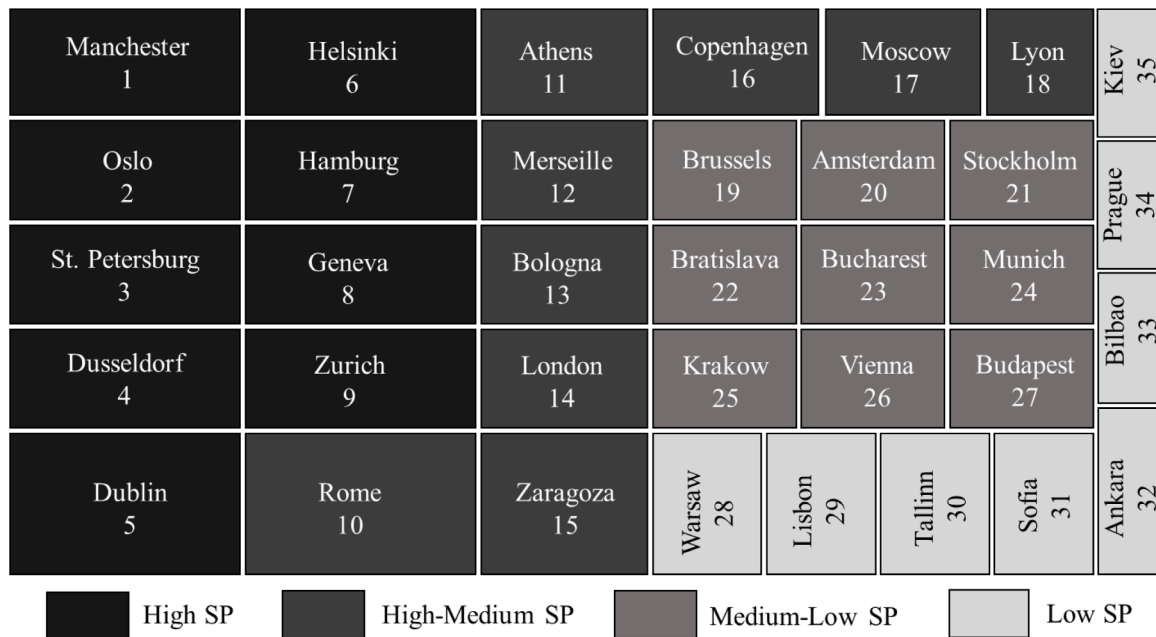 Manchester
1
Helsinki
6
Athens
11
Copenhagen
16
Moscow
17
Lyon
18
Kiev
35
Oslo
2
Hamburg
7
Merseille
12
Brussels
19
Amsterdam
20
Stockholm
21
Prague
34
St. Petersburg
3
Geneva
8
Bologna
13
Bratislava
22
Bucharest
23
Munich
24
Bilbao
33
Dusseldorf
4
Zurich
9
London
14
Krakow
25
Vienna
26
Budapest
27
Dublin
5
Rome
10
Zaragoza
15
Warsaw
28
Lisbon
29
Tallinn
30
Sofia
31
Ankara
32
High SP
High-Medium SP
Medium-Low SP
Low SP